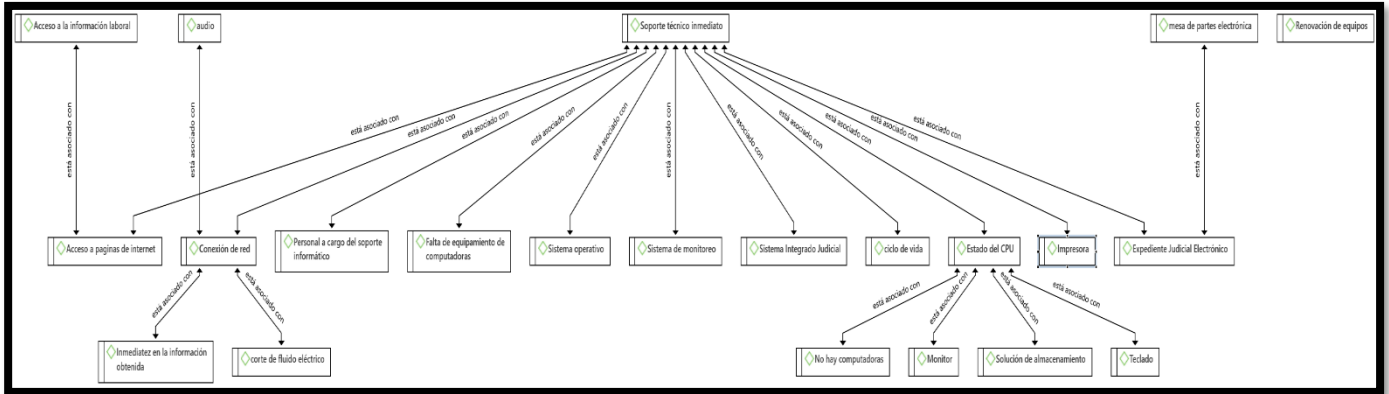 Acceso a la información laboral
audio
Soporte técnico inmediato
mesa de partes electrónica
Renovación de equipos
está asociado con
está asociado con
está asociado con
está asociado con
está asociado con
está asociado con
está asociado con
está asociado con
está asociado con
está asociado con
está asociado con
está asociado con
está asociado con
está asociado con
Acceso a paginas de internet
Conexión de red
Personal a cargo del soporte
informático
Falta de equipamiento de
computadoras
Sistema operativo
Sistema de monitoreo
Sistema Integrado Judicial
ciclo de vida
Estado del CPU
Impresora
Expediente Judicial Electrónico
está asociado con
está asociado con
está asociado con
está asociado con
está asociado con
está asociado con
Inmediatez en la información
obtenida
corte de fluido eléctrico
No hay computadoras
Monitor
Solución de almacenamiento
Teclado